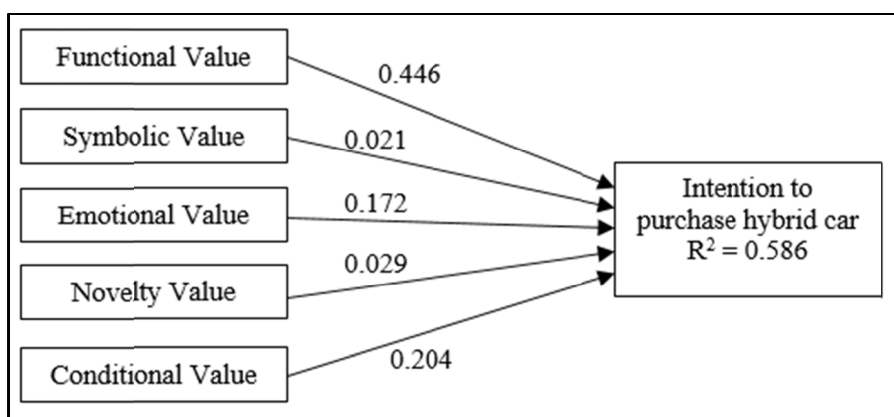 Functional Value
0.446
Symbolic Value
0.021
Emotional Value
0.172
Novelty Value
0.029
Conditional Value
0.204
Intention to
purchase hybrid car
R² = 0.586